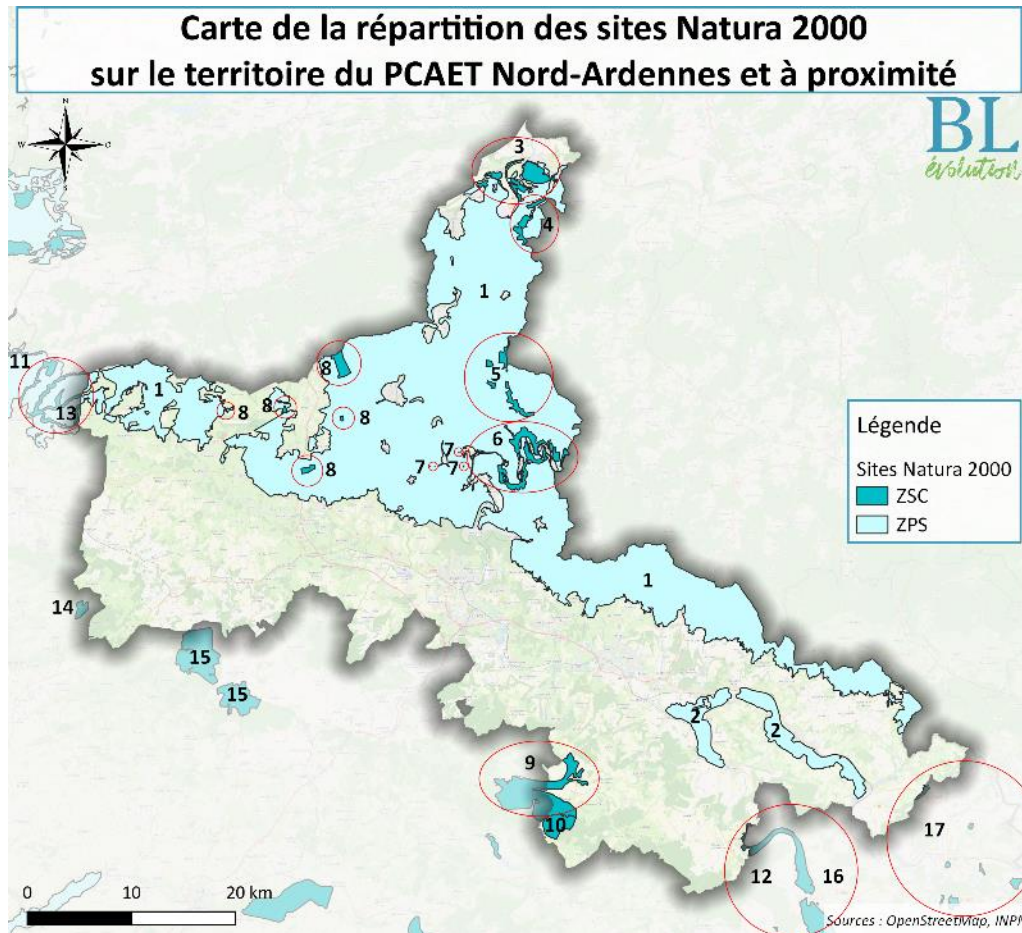 Carte de la répartition des sites Natura 2000
sur le territoire du PCAET Nord-Ardennes et à proximité
BL
évolution
N
W
O
S
3
4
1
11
8
5
13
1
8
8
8
6
7
7
7
8
1
14
15
15
2
2
9
10
17
12
16
Légende
Sites Natura 2000
ZSC
ZPS
0 10 20 km
Sources : OpenStreetMap, INPN